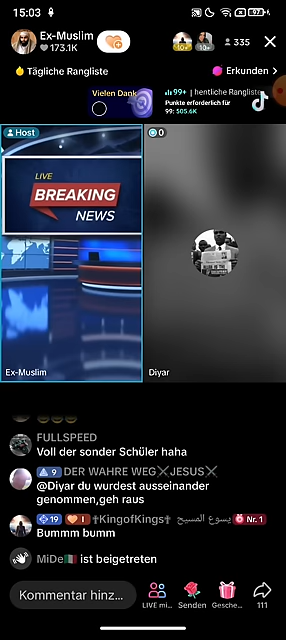 15:03
97
Ex-Muslim
173.1K
10
10
335
Tägliche Rangliste
Erkunden >
Vielen Dank
99+ | hentliche Rangliste
Punkte erforderlich für
99: 505.6K
Host
0
LIVE
BREAKING
NEWS
Ex-Muslim
Diyar
FULLSPEED
Voll der sonder Schüler haha
9 DER WAHRE WEG⚔JESUS⚔
@Diyar du wurdest ausseinander
genommen,geh raus
19 I ✝KingofKings✝ يسوع المسيح Nr. 1
Bummm bumm
MiDe ist beigetreten
Kommentar hinz...
LIVE mi...
Senden
Gesche...
111